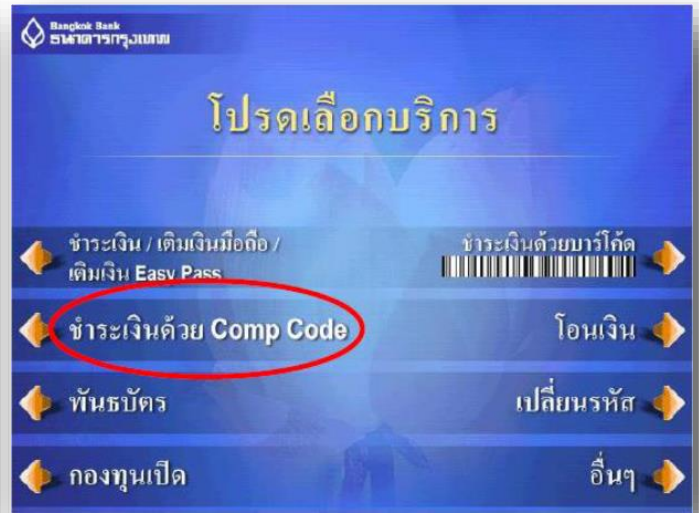 Bangkok Bank
ธนาคารกรุงเทพ
โปรดเลือกบริการ
ชำระเงิน / เติมเงินมือถือ /
เติมเงิน Easy Pass
ชำระเงินด้วยบาร์โค้ด
ชำระเงินด้วย Comp Code
โอนเงิน
พันธบัตร
เปลี่ยนรหัส
กองทุนเปิด
อื่นๆ